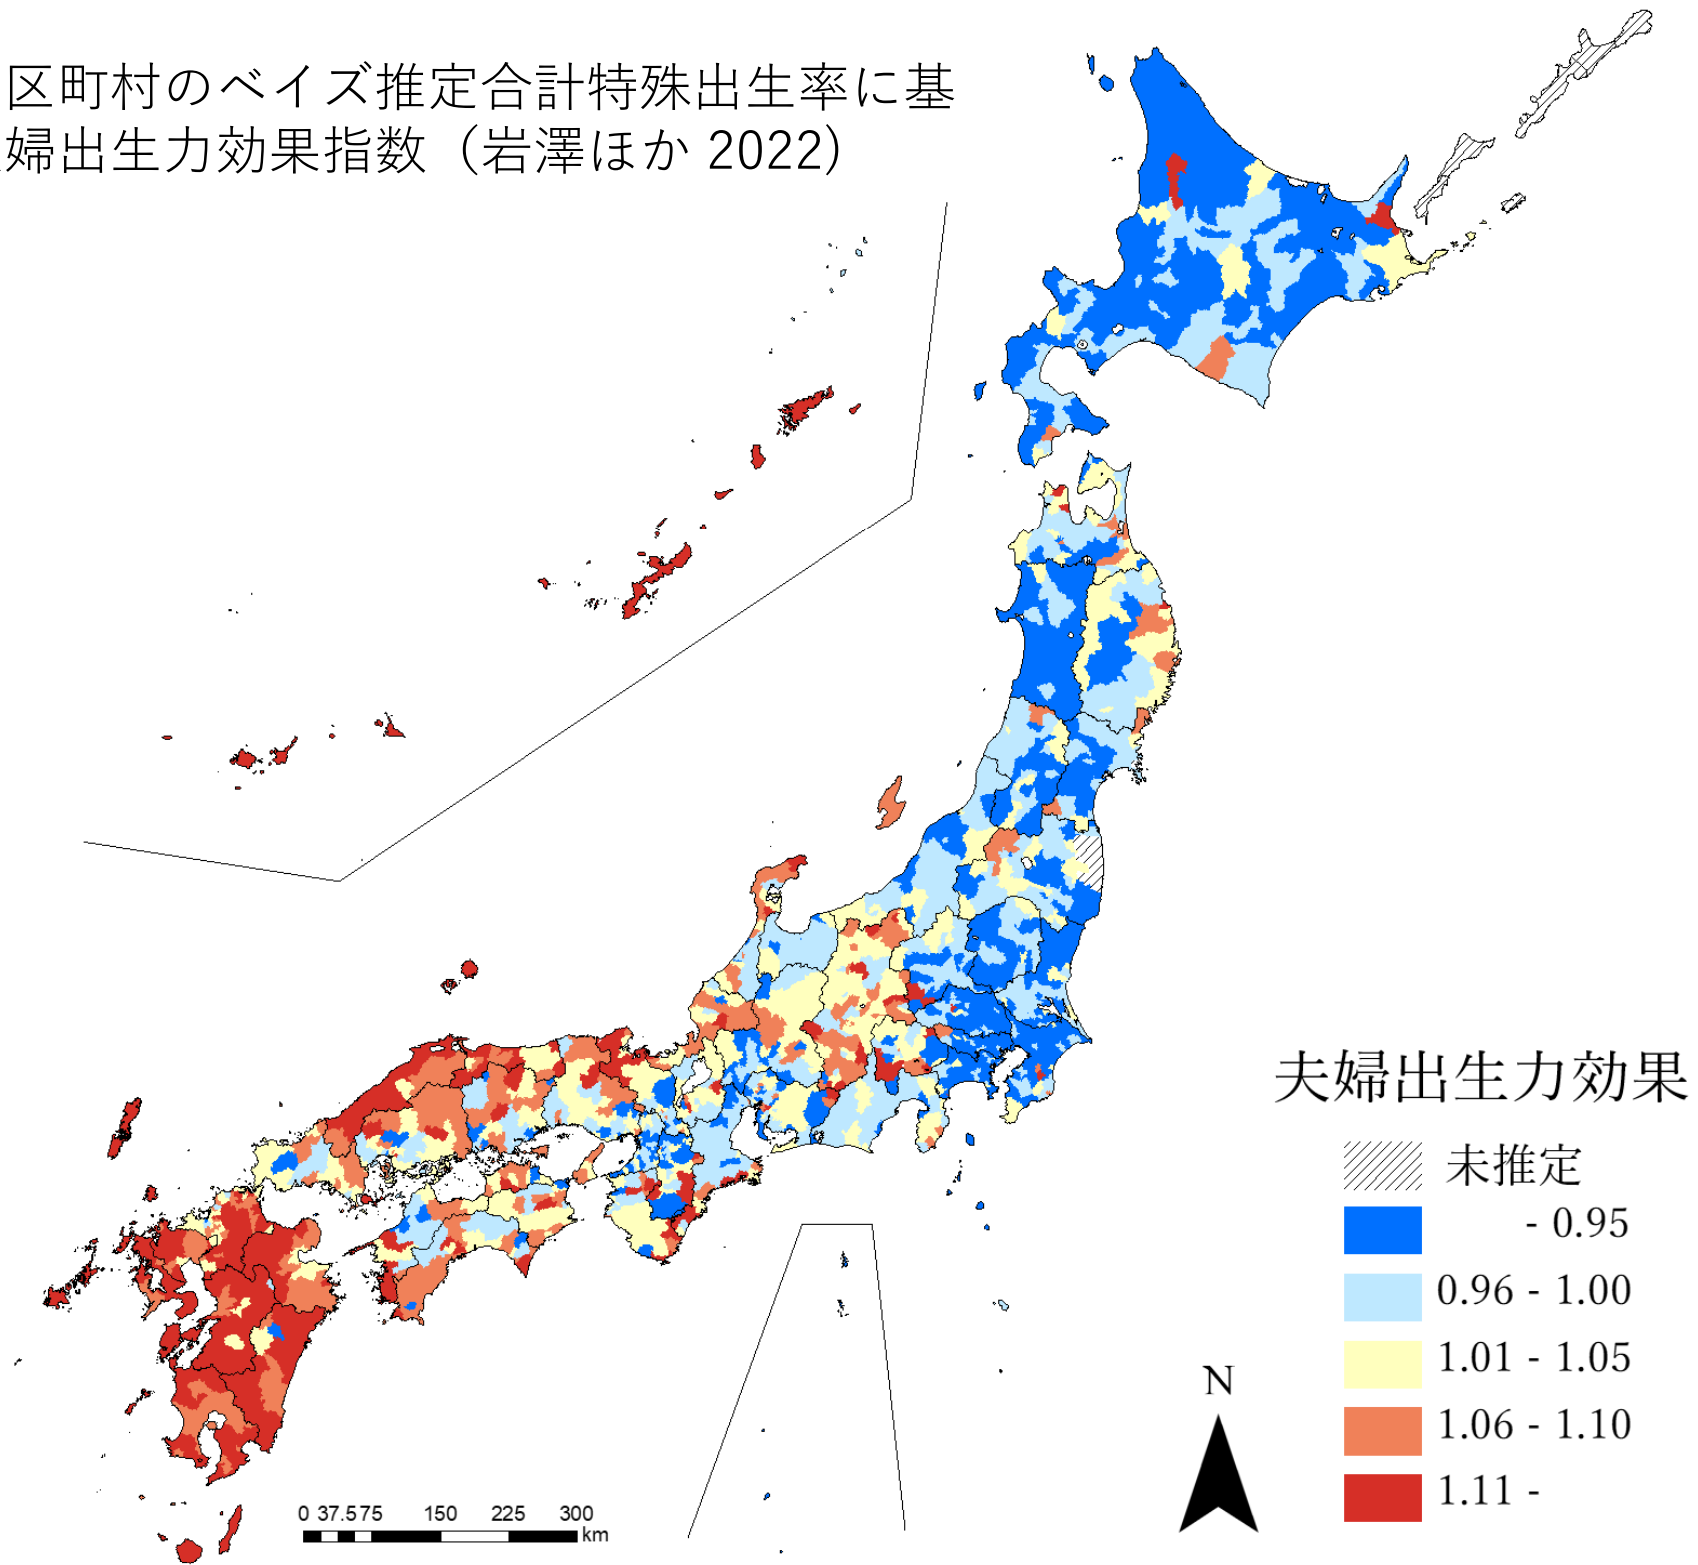 区町村のベイズ推定合計特殊出生率に基
婦出生力効果指数（岩澤ほか 2022）
夫婦出生力効果
未推定
- 0.95
0.96 - 1.00
1.01 - 1.05
1.06 - 1.10
1.11 -
N
0 37.5 75 150 225 300
km